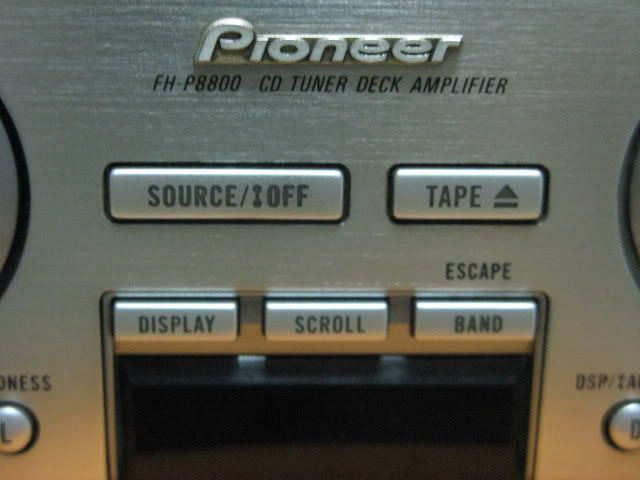 Pioneer
FH-P8800 CD TUNER DECK AMPLIFIER
SOURCE/OFF
TAPE ⏏
ESCAPE
DISPLAY
SCROLL
BAND